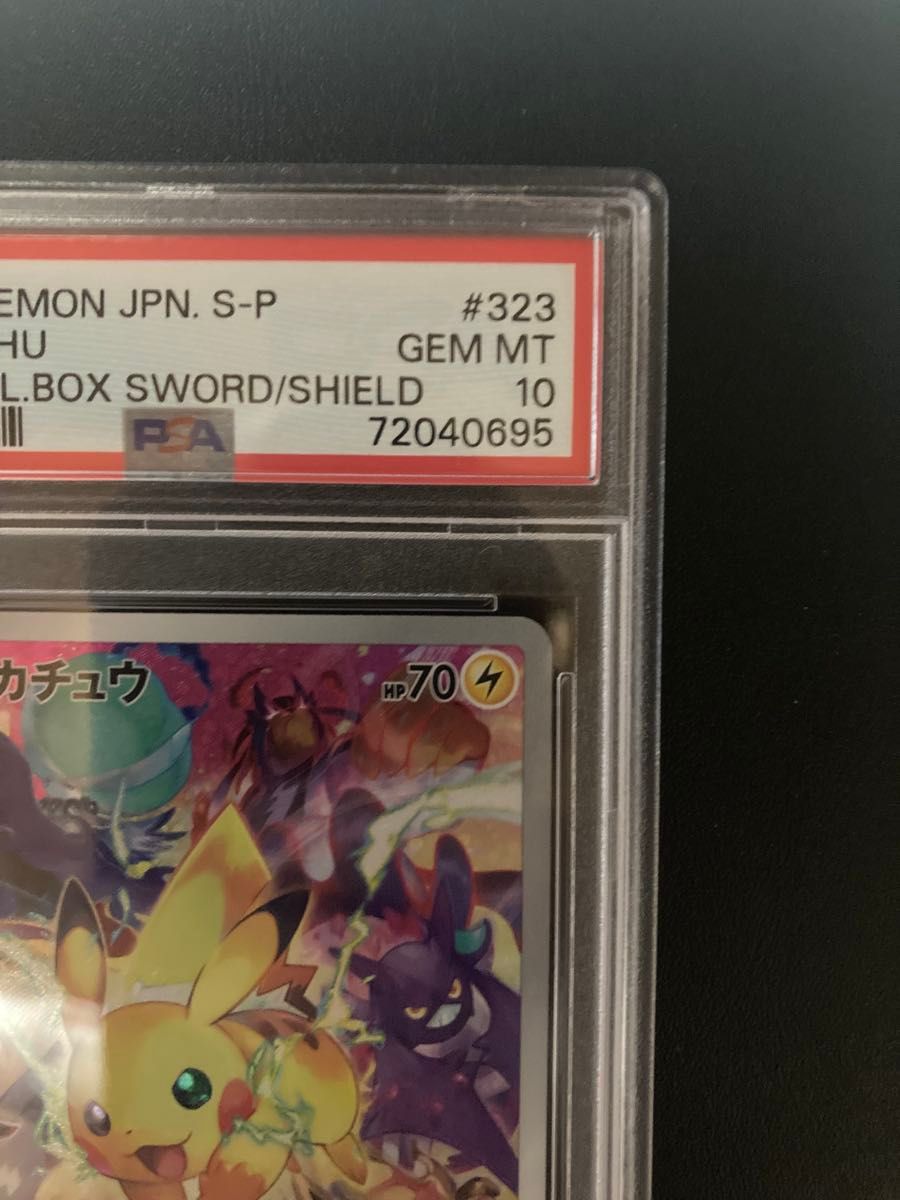 EMON JPN. S-P #323
HU GEM MT
L.BOX SWORD/SHIELD 10
PSA 72040695
カチュウ HP70